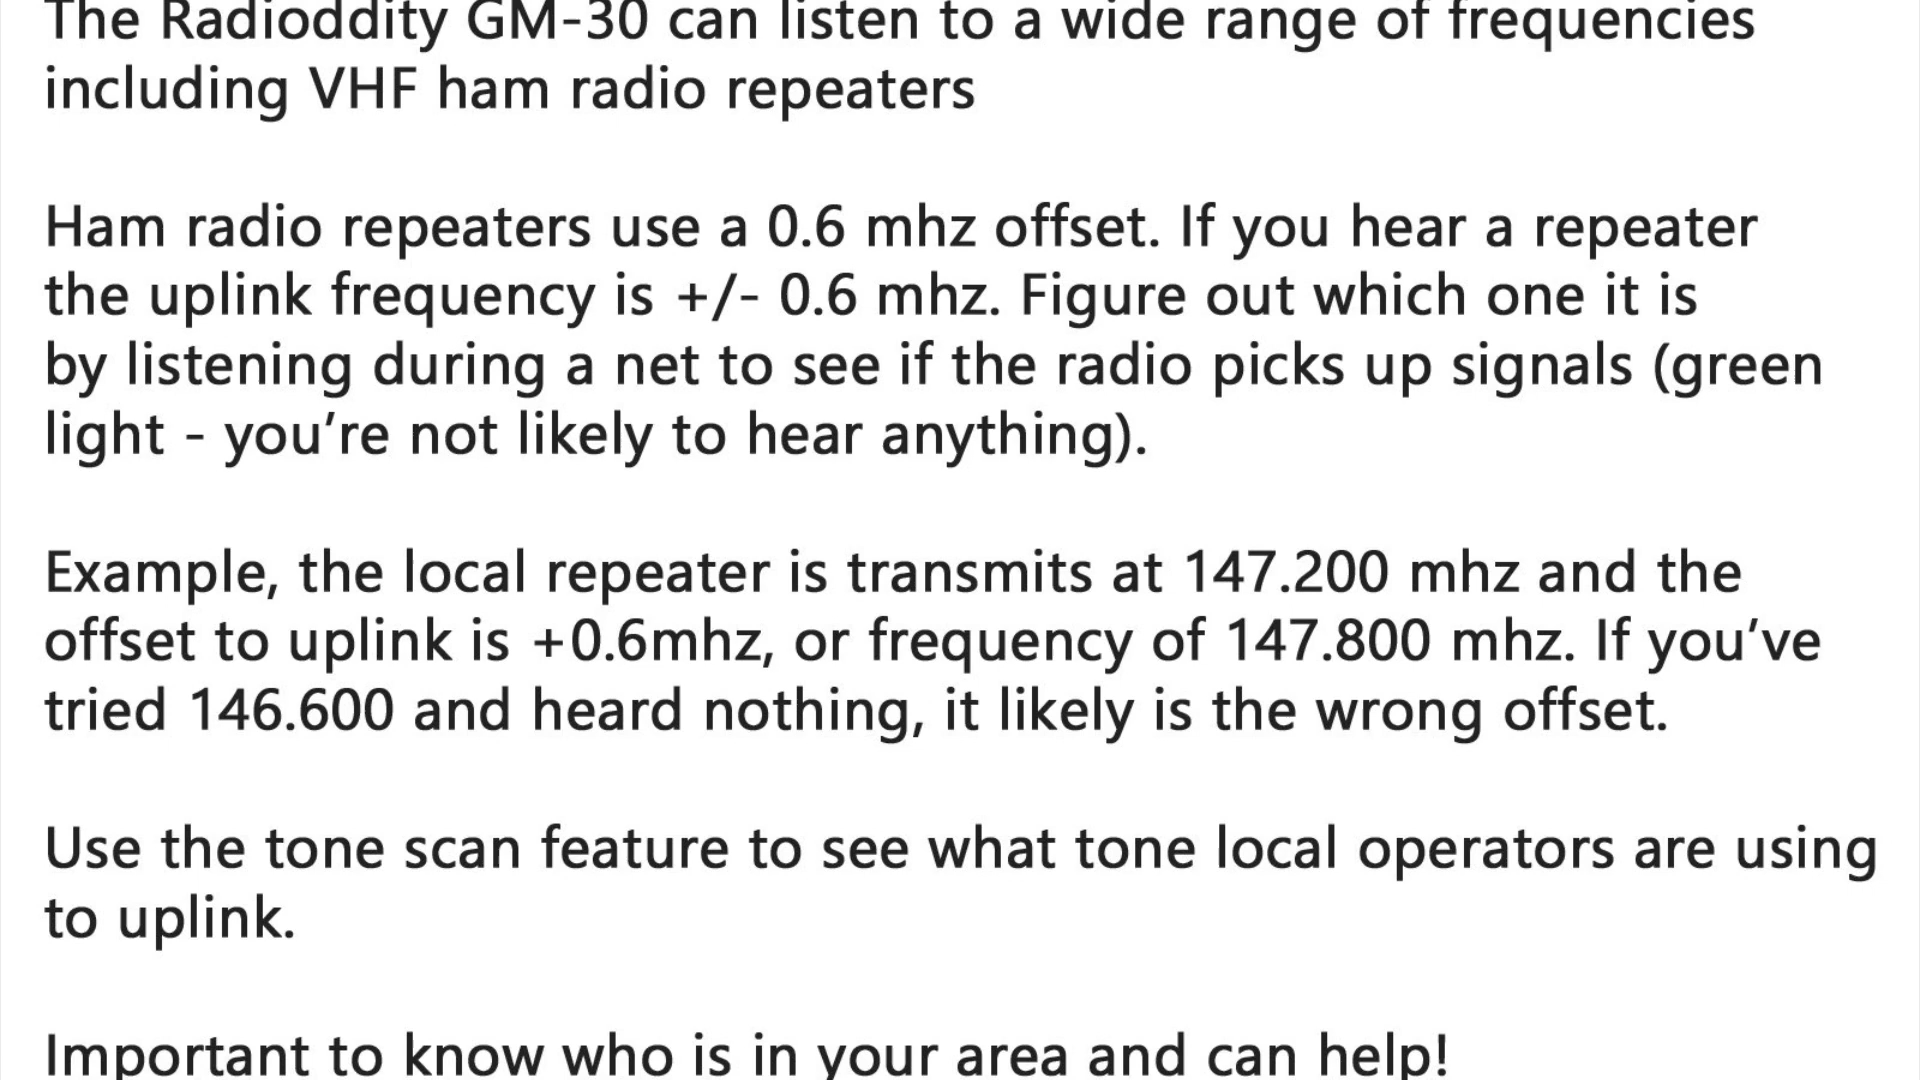 The Radioddity GM-30 can listen to a wide range of frequencies
including VHF ham radio repeaters
Ham radio repeaters use a 0.6 mhz offset. If you hear a repeater
the uplink frequency is +/- 0.6 mhz. Figure out which one it is
by listening during a net to see if the radio picks up signals (green
light - you’re not likely to hear anything).
Example, the local repeater is transmits at 147.200 mhz and the
offset to uplink is +0.6mhz, or frequency of 147.800 mhz. If you’ve
tried 146.600 and heard nothing, it likely is the wrong offset.
Use the tone scan feature to see what tone local operators are using
to uplink.
Important to know who is in your area and can help!